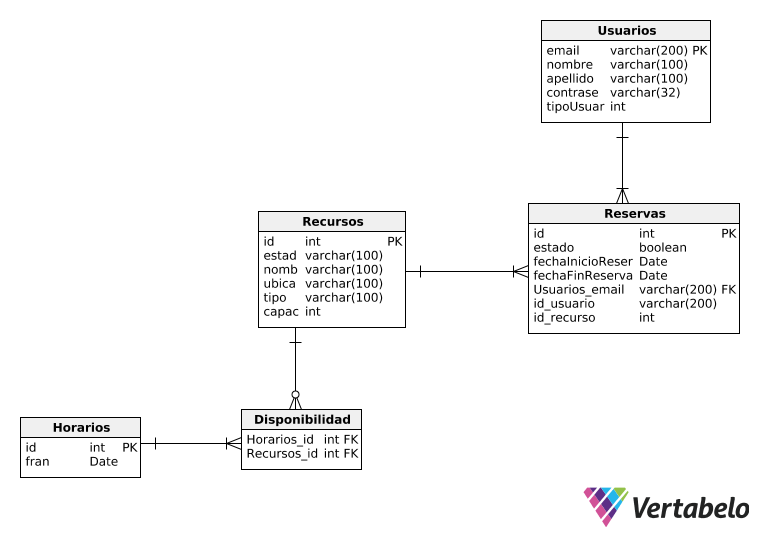 Usuarios
email varchar(200) PK
nombre varchar(100)
apellido varchar(100)
contrase varchar(32)
tipoUsuar int
Reservas
id int PK
estado boolean
fechaInicioReser Date
fechaFinReserva Date
Usuarios_email varchar(200) FK
id_usuario varchar(200)
id_recurso int
Recursos
id int PK
estad varchar(100)
nomb varchar(100)
ubica varchar(100)
tipo varchar(100)
capac int
Disponibilidad
Horarios_id int FK
Recursos_id int FK
Horarios
id int PK
fran Date
Vertabelo